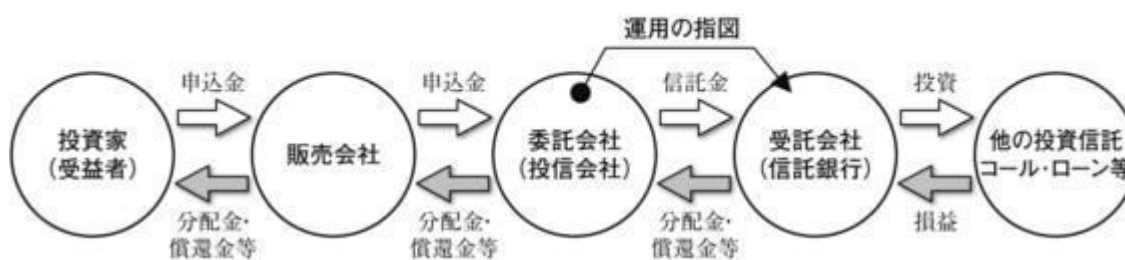 運用の指図
申込金
申込金
信託金
投資
投資家
(受益者)
販売会社
委託会社
(投信会社)
受託会社
(信託銀行)
他の投資信託
コール・ローン等
分配金・
償還金等
分配金・
償還金等
分配金・
償還金等
損益